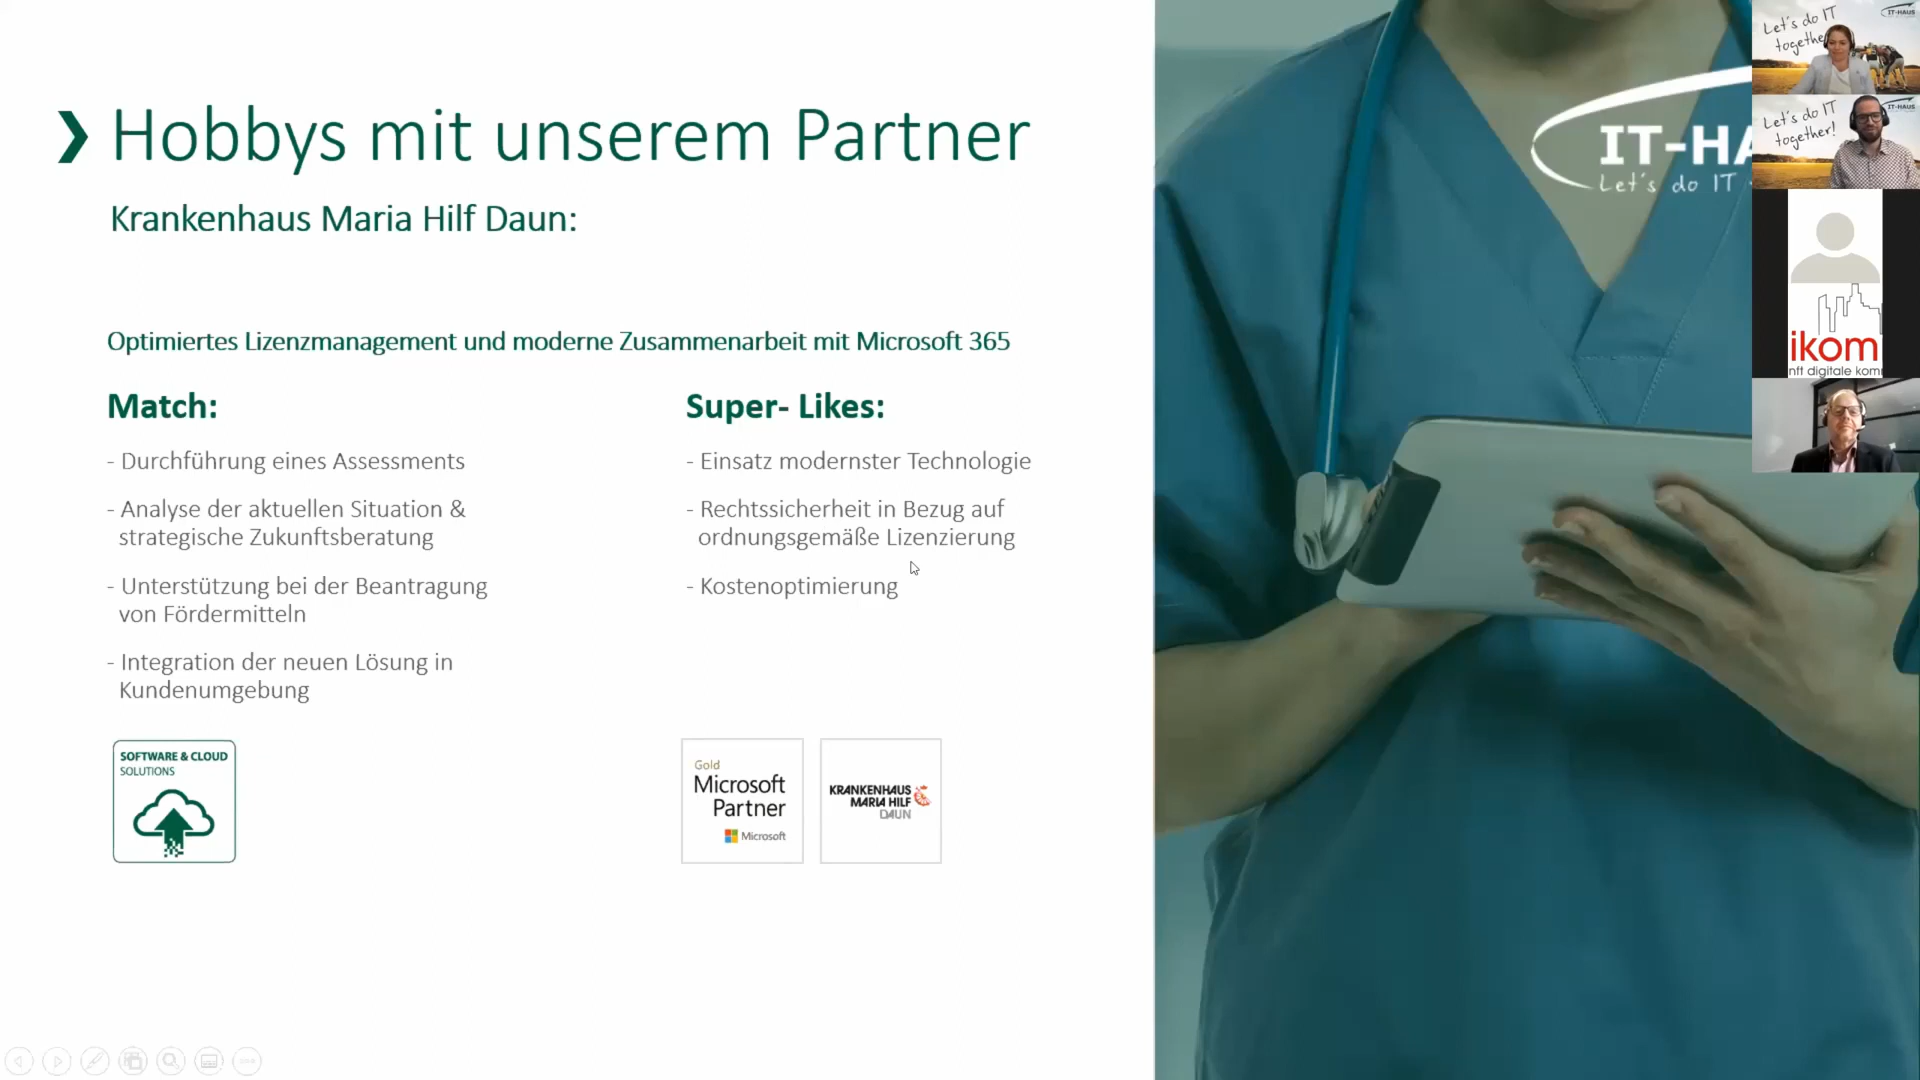 Hobbys mit unserem Partner
Krankenhaus Maria Hilf Daun:
Optimiertes Lizenzmanagement und moderne Zusammenarbeit mit Microsoft 365
Match:
- Durchführung eines Assessments
- Analyse der aktuellen Situation &
strategische Zukunftsberatung
- Unterstützung bei der Beantragung
von Fördermitteln
- Integration der neuen Lösung in
Kundenumgebung
Super- Likes:
- Einsatz modernster Technologie
- Rechtssicherheit in Bezug auf
ordnungsgemäße Lizenzierung
- Kostenoptimierung
SOFTWARE & CLOUD
SOLUTIONS
Gold
Microsoft
Partner
Microsoft
KRANKENHAUS
MARIA HILF
DAUN
IT-HA
Let's do IT
Let's do IT
togethe
IT-HAUS
Let's do IT
together!
IT-HAUS
ikom
nft digitale kom